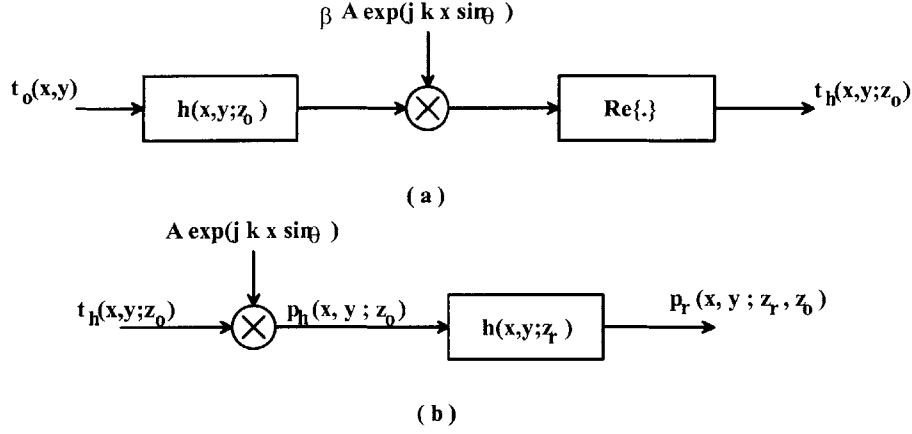 β A exp(j k x sinθ )
t_o(x,y)
h(x,y;z_o )
Re{.}
t_h(x,y;z_o)
( a )
A exp(j k x sinθ )
t_h(x,y;z_o)
p_h(x, y ; z_o)
h(x,y;z_r)
p_r(x, y ; z_r , z_o)
( b )